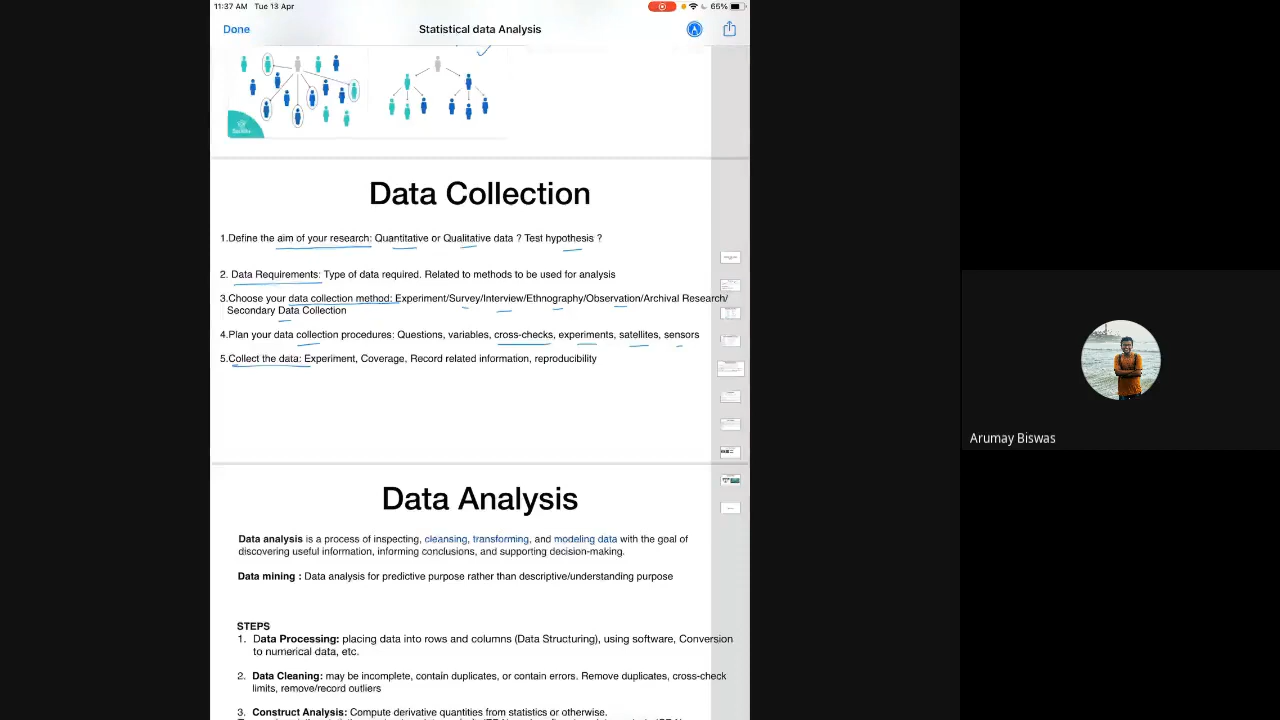 11:37 AM Tue 13 Apr
65%
Done
Statistical data Analysis
Data Collection
1.Define the aim of your research: Quantitative or Qualitative data ? Test hypothesis ?
2. Data Requirements: Type of data required. Related to methods to be used for analysis
3.Choose your data collection method: Experiment/Survey/Interview/Ethnography/Observation/Archival Research/
Secondary Data Collection
4.Plan your data collection procedures: Questions, variables, cross-checks, experiments, satellites, sensors
5.Collect the data: Experiment, Coverage, Record related information, reproducibility
Arumay Biswas
Data Analysis
Data analysis is a process of inspecting, cleansing, transforming, and modeling data with the goal of
discovering useful information, informing conclusions, and supporting decision-making.
Data mining : Data analysis for predictive purpose rather than descriptive/understanding purpose
STEPS
1. Data Processing: placing data into rows and columns (Data Structuring), using software, Conversion
to numerical data, etc.
2. Data Cleaning: may be incomplete, contain duplicates, or contain errors. Remove duplicates, cross-check
limits, remove/record outliers
3. Construct Analysis: Compute derivative quantities from statistics or otherwise.